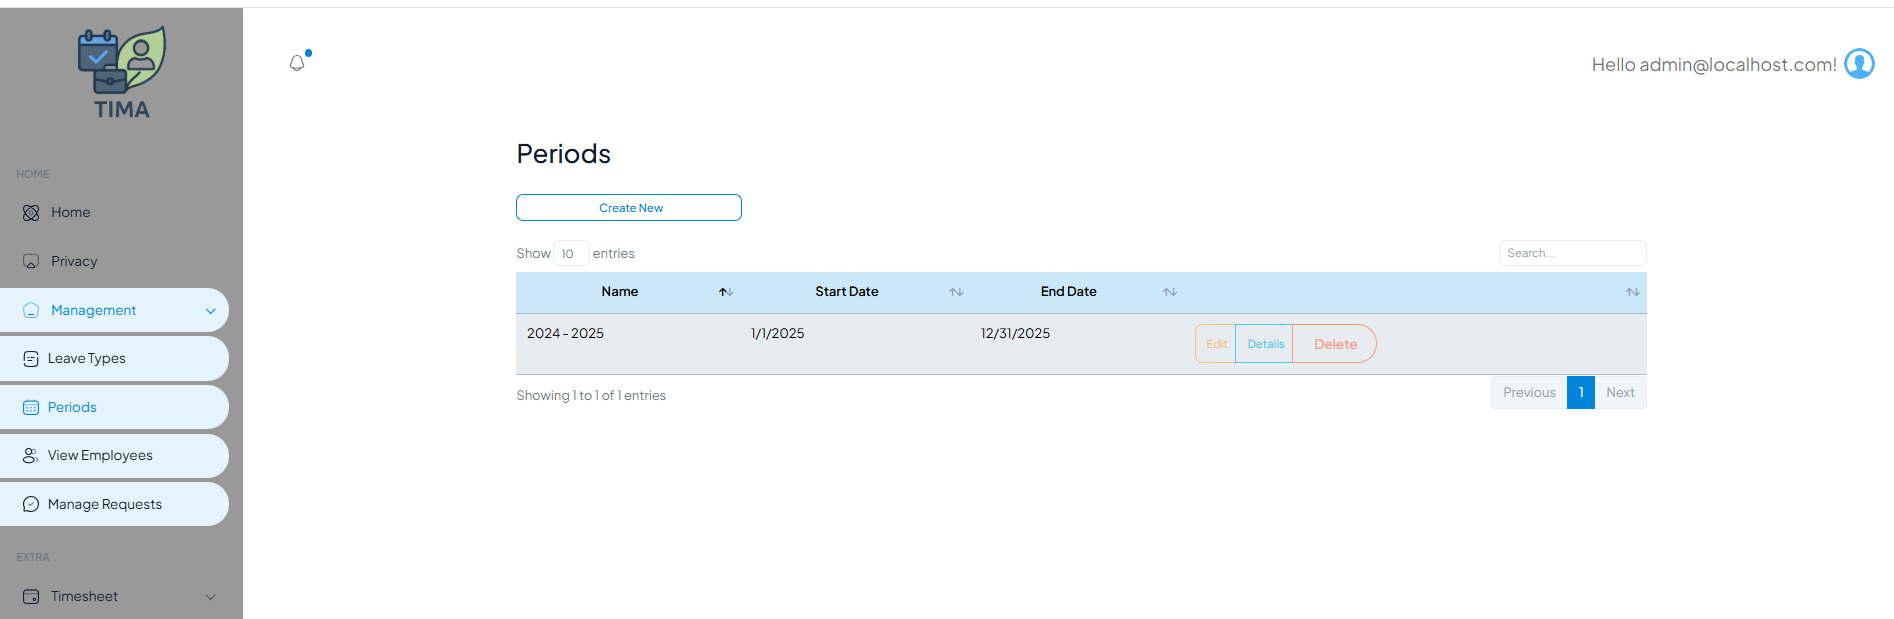 TIMA
HOME
Home
Privacy
Management
Leave Types
Periods
View Employees
Manage Requests
EXTRA
Timesheet
Hello admin@localhost.com!
Periods
Create New
Show 10 entries
Search...
Name Start Date End Date
2024 - 2025 1/1/2025 12/31/2025 Edit Details Delete
Showing 1 to 1 of 1 entries
Previous 1 Next